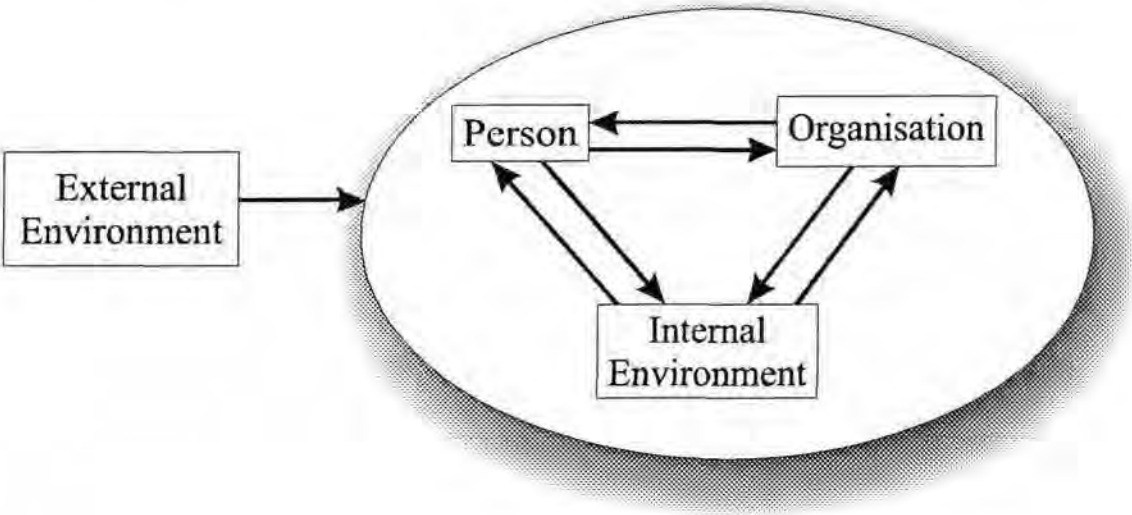 Person
Organisation
External
Environment
Internal
Environment